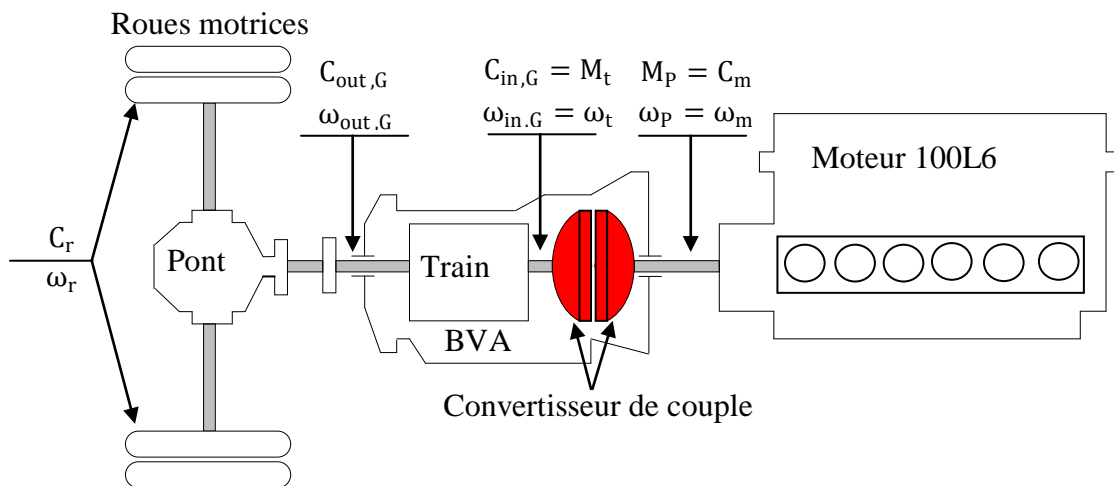 Roues motrices
C_out,G
ω_out.G
C_in,G = M_t
ω_in.G = ω_t
M_P = C_m
ω_P = ω_m
Moteur 100L6
C_r
ω_r
Pont
Train
BVA
Convertisseur de couple